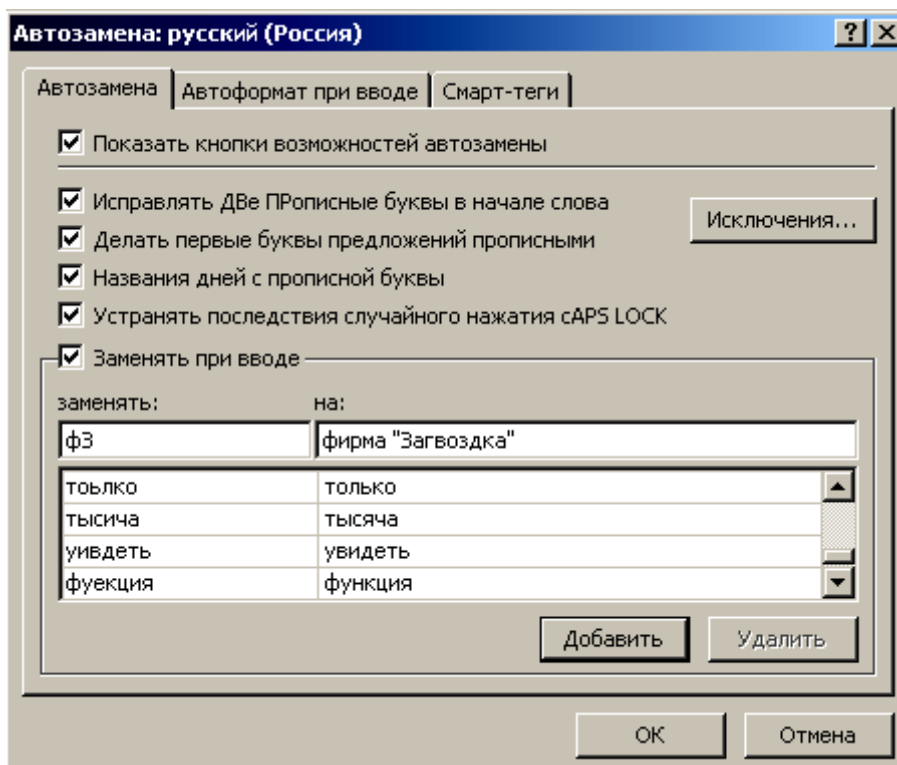 Автозамена: русский (Россия)
Автозамена Автоформат при вводе Смарт-теги
Показать кнопки возможностей автозамены
Исправлять ДВе ПРописные буквы в начале слова
Исключения...
Делать первые буквы предложений прописными
Названия дней с прописной буквы
Устранять последствия случайного нажатия cAPS LOCK
Заменять при вводе
заменять: на:
фЗ фирма "Загвоздка"
тоьлко только
тысича тысяча
уивдеть увидеть
фуекция функция
Добавить Удалить
ОК Отмена